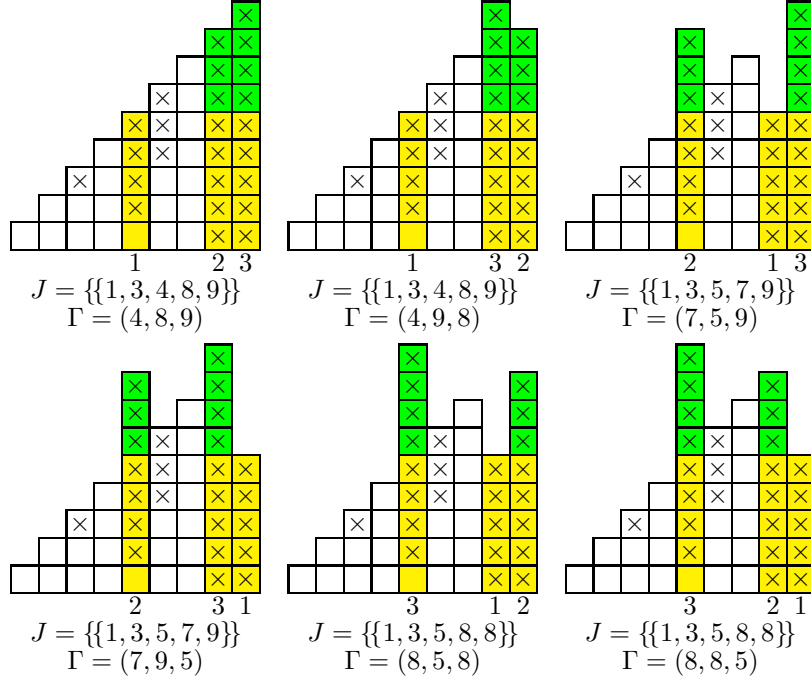 1 2 3 1 3 2 2 1 3
J = {{1, 3, 4, 8, 9}} J = {{1, 3, 4, 8, 9}} J = {{1, 3, 5, 7, 9}}
Γ = (4, 8, 9) Γ = (4, 9, 8) Γ = (7, 5, 9)
2 3 1 3 1 2 3 2 1
J = {{1, 3, 5, 7, 9}} J = {{1, 3, 5, 8, 8}} J = {{1, 3, 5, 8, 8}}
Γ = (7, 9, 5) Γ = (8, 5, 8) Γ = (8, 8, 5)